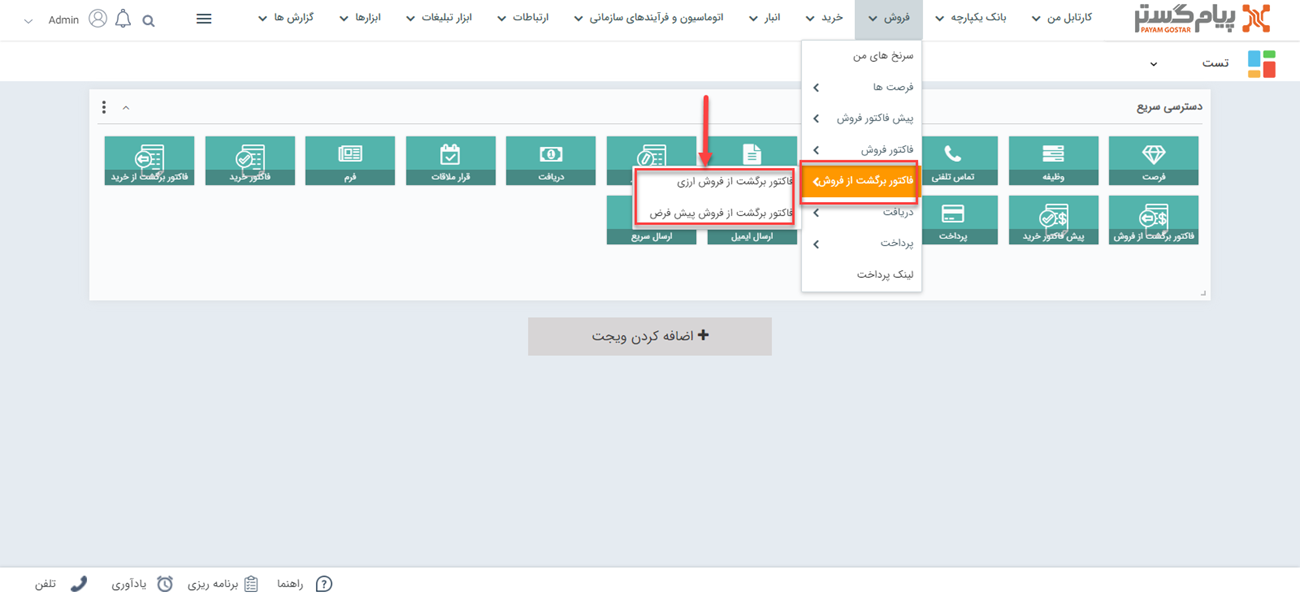 پیام گستر
PAYAM GOSTAR
کارتابل من
بانک یکپارچه
فروش
خرید
انبار
اتوماسیون و فرآیندهای سازمانی
ارتباطات
ابزار تبلیغات
ابزارها
گزارش ها
Admin
تست
سرنخ های من
فرصت ها
پیش فاکتور فروش
فاکتور فروش
فاکتور برگشت از فروش
دریافت
پرداخت
لینک پرداخت
فاکتور برگشت از فروش ارزی
فاکتور برگشت از فروش پیش فرض
دسترسی سریع
فرصت
وظیفه
تماس تلفنی
دریافت
قرار ملاقات
فرم
فاکتور خرید
فاکتور برگشت از خرید
فاکتور برگشت از فروش
پیش فاکتور خرید
پرداخت
ارسال ایمیل
ارسال سریع
اضافه کردن ویجت
راهنما
برنامه ریزی
یادآوری
تلفن